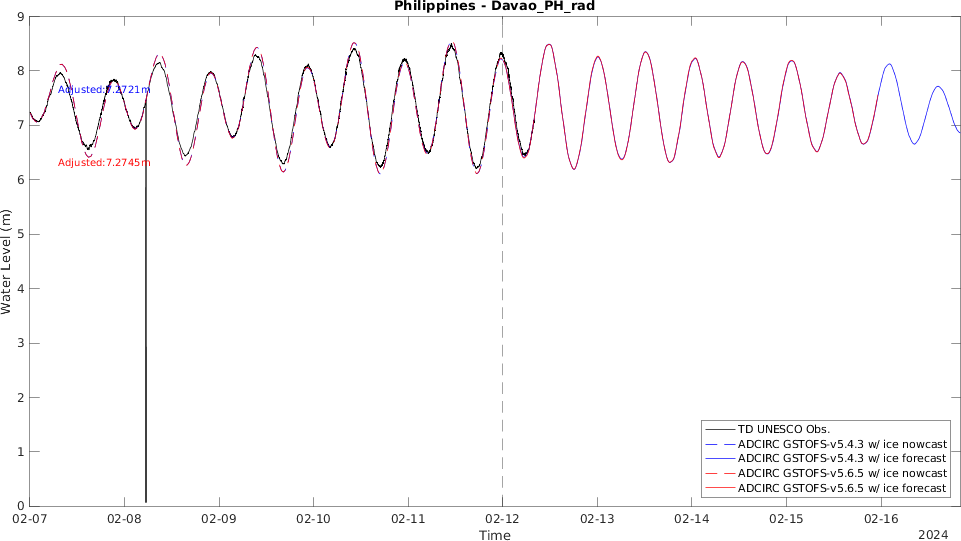 Philippines - Davao_PH_rad
9
8
7
6
5
4
3
2
1
0
Water Level (m)
Adjusted:7.2721m
Adjusted:7.2745m
TD UNESCO Obs.
ADCIRC GSTOFS-v5.4.3 w/ ice nowcast
ADCIRC GSTOFS-v5.4.3 w/ ice forecast
ADCIRC GSTOFS-v5.6.5 w/ ice nowcast
ADCIRC GSTOFS-v5.6.5 w/ ice forecast
02-07 02-08 02-09 02-10 02-11 02-12 02-13 02-14 02-15 02-16
Time
2024